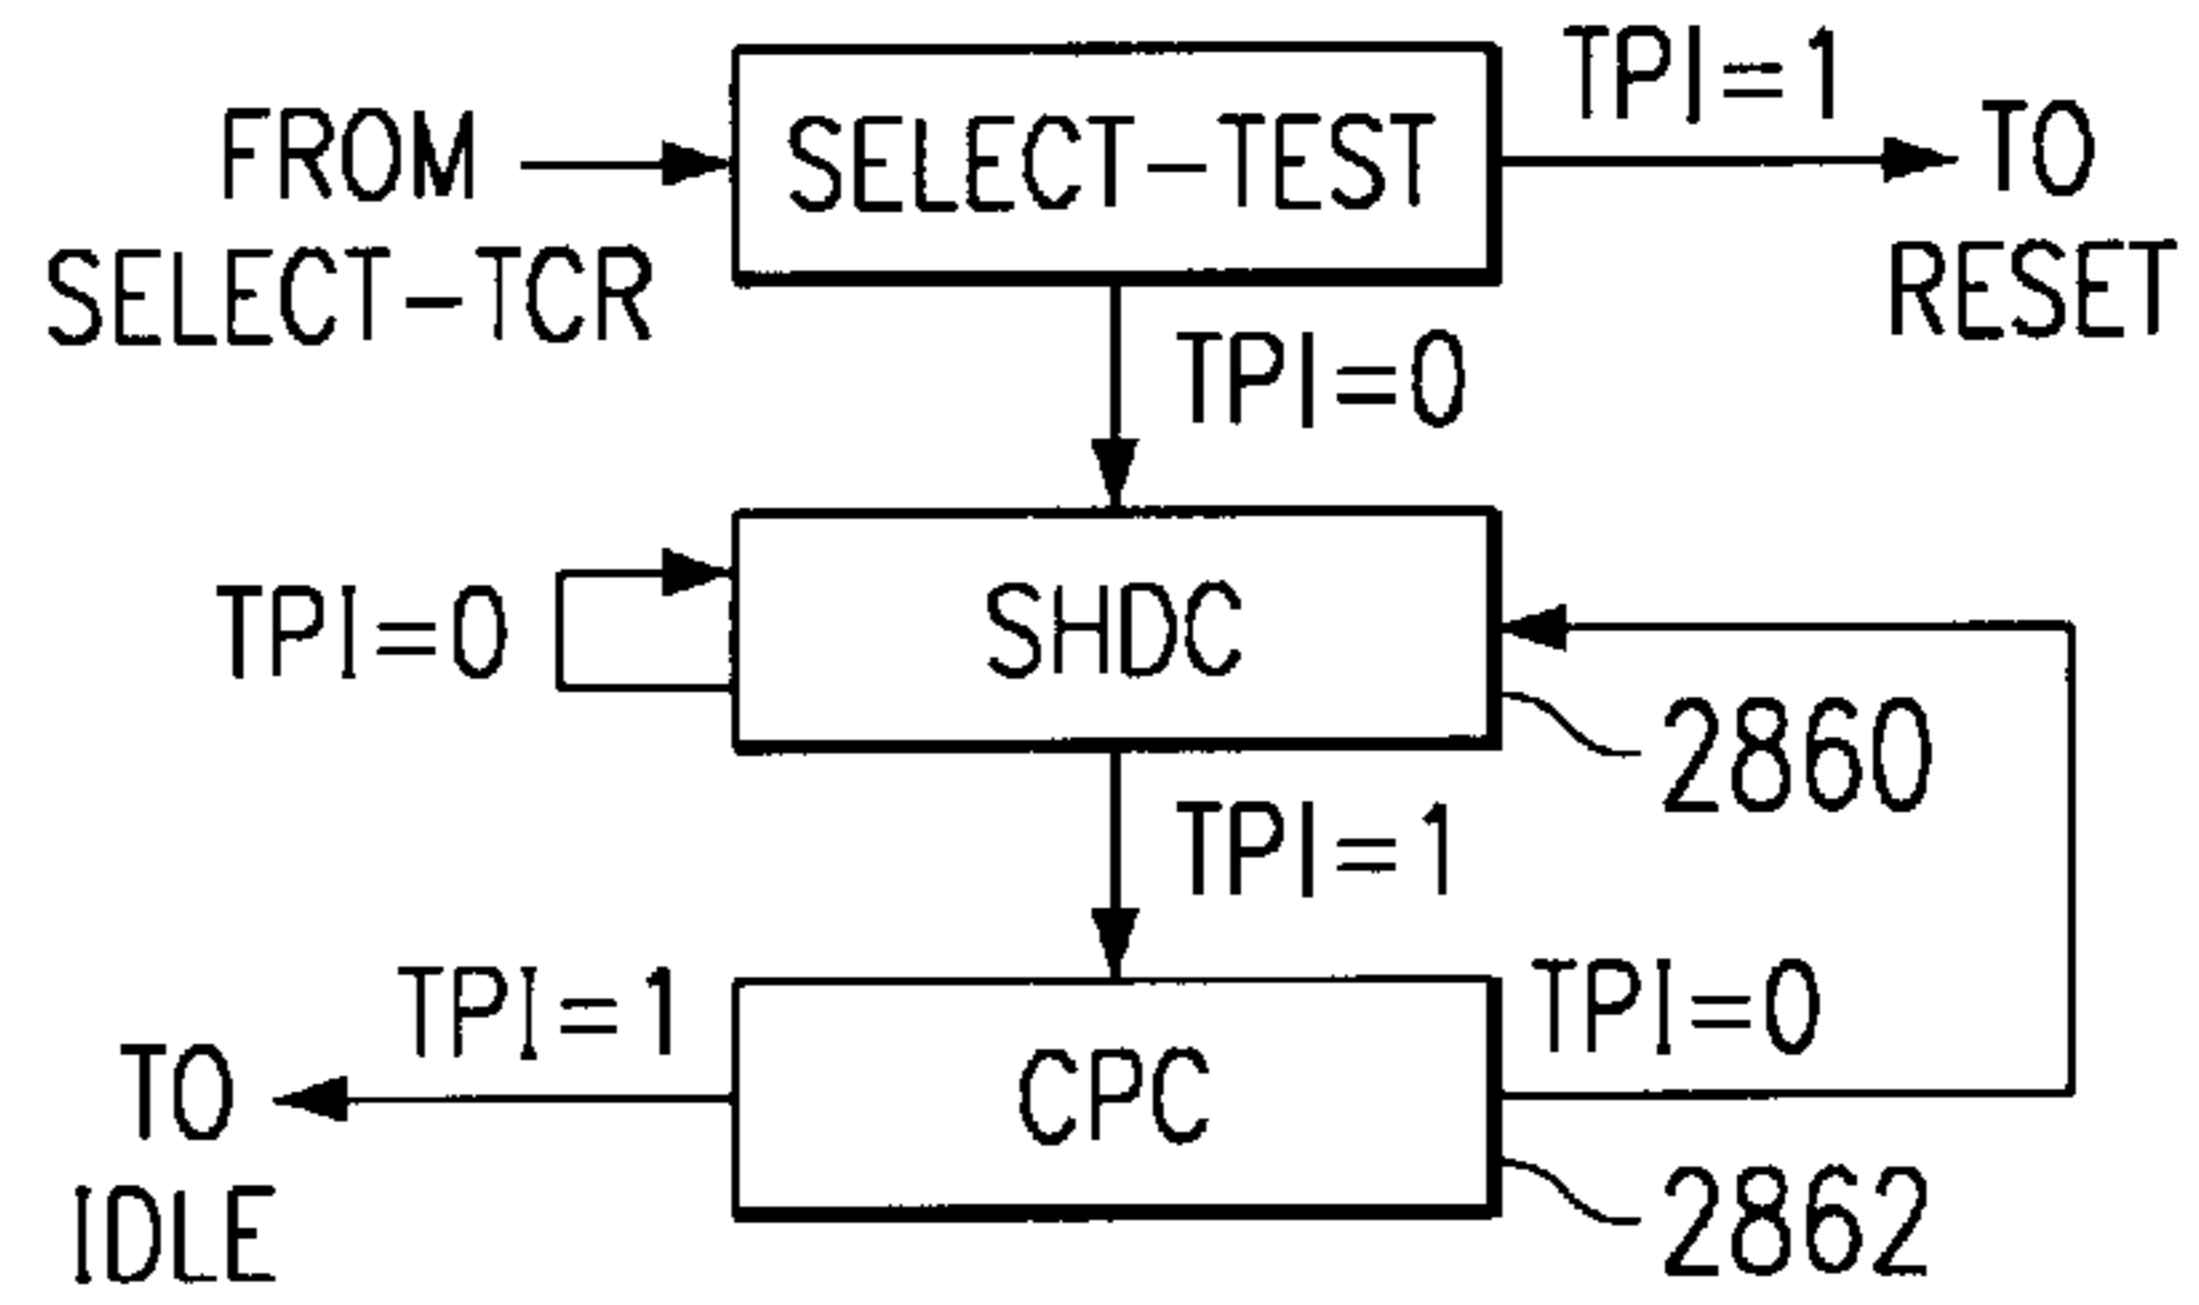 TPI=1
FROM
SELECT-TCR
SELECT-TEST
TO
RESET
TPI=0
TPI=0
SHDC
2860
TPI=1
TPI=1
TO
IDLE
CPC
TPI=0
2862